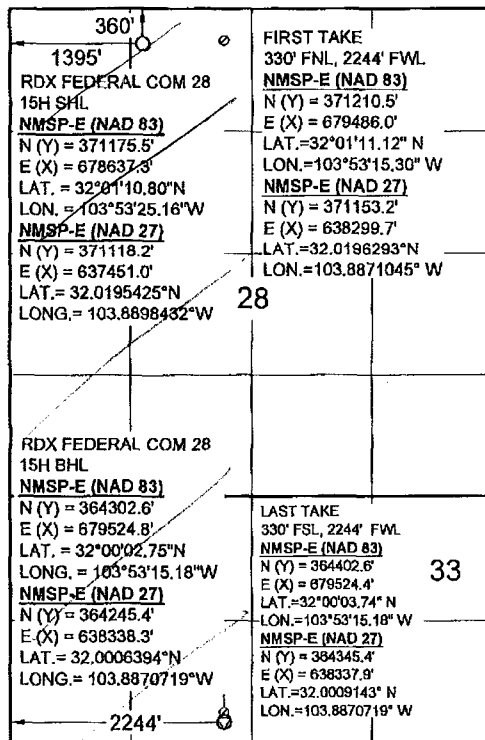 360'
1395'
RDX FEDERAL COM 28
15H SHL
NMSP-E (NAD 83)
N (Y) = 371175.5'
E (X) = 678637.3'
LAT. = 32°01'10.80"N
LON. = 103°53'25.16"W
NMSP-E (NAD 27)
N (Y) = 371118.2'
E (X) = 637451.0'
LAT.= 32.0195425°N
LONG.= 103.8898432°W
FIRST TAKE
330' FNL, 2244' FWL
NMSP-E (NAD 83)
N (Y) = 371210.5'
E (X) = 679486.0'
LAT.=32°01'11.12" N
LON.=103°53'15.30" W
NMSP-E (NAD 27)
N (Y) = 371153.2'
E (X) = 638299.7'
LAT.=32.0196293°N
LON.=103.8871045° W
28
RDX FEDERAL COM 28
15H BHL
NMSP-E (NAD 83)
N (Y) = 364302.6'
E (X) = 679524.8'
LAT. = 32°00'02.75"N
LONG. = 103°53'15.18"W
NMSP-E (NAD 27)
N (Y) = 364245.4'
E (X) = 638338.3'
LAT.= 32.0006394°N
LONG.= 103.8870719°W
LAST TAKE
330' FSL, 2244' FWL
NMSP-E (NAD 83)
N (Y) = 364402.6'
E (X) = 679524.4'
LAT.=32°00'03.74" N
LON.=103°53'15.18" W
NMSP-E (NAD 27)
N (Y) = 364345.4'
E (X) = 638337.9'
LAT.=32.0009143° N
LON.=103.8870719° W
33
2244'